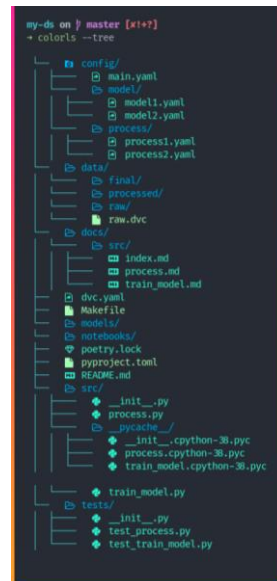 my-ds on master [x!+?]
→ colorls --tree
config/
main.yaml
model/
model1.yaml
model2.yaml
process/
process1.yaml
process2.yaml
data/
final/
processed/
raw/
raw.dvc
docs/
src/
index.md
process.md
train_model.md
dvc.yaml
Makefile
models/
notebooks/
poetry.lock
pyproject.toml
README.md
src/
__init__.py
process.py
__pycache__/
__init__.cpython-38.pyc
process.cpython-38.pyc
train_model.cpython-38.pyc
train_model.py
tests/
__init__.py
test_process.py
test_train_model.py